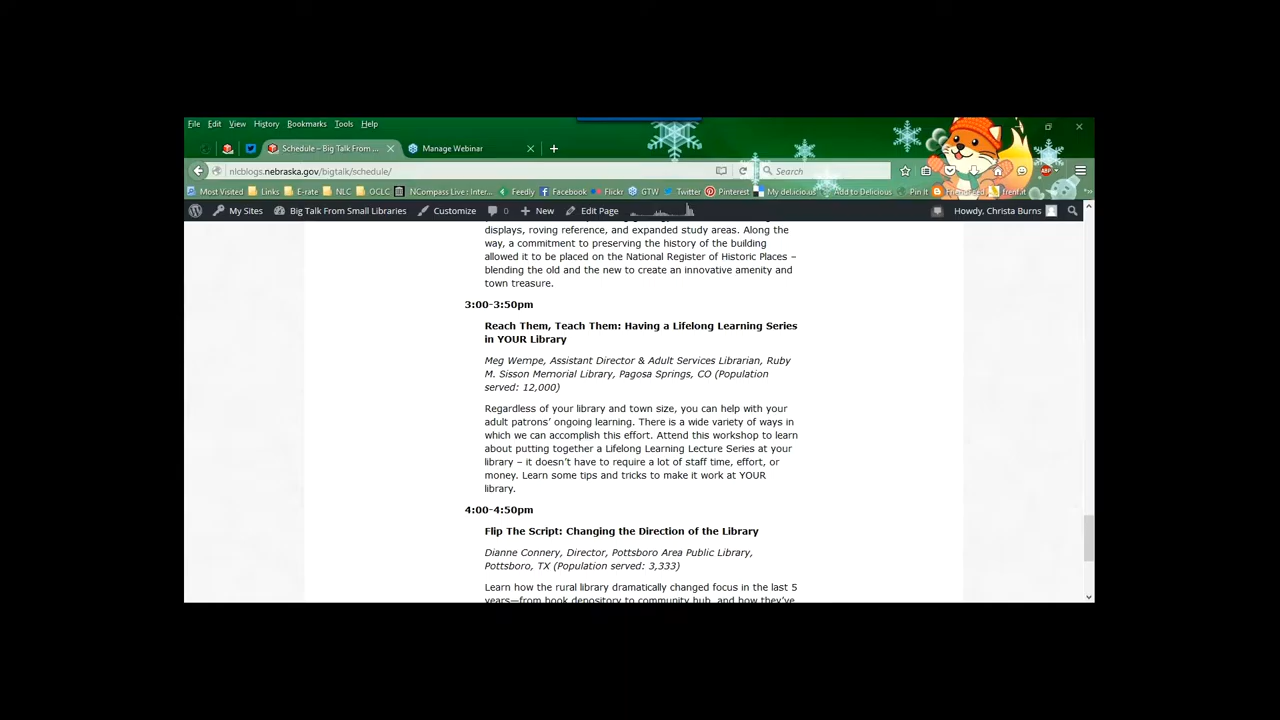 File Edit View History Bookmarks Tools Help
Schedule – Big Talk From ... Manage Webinar
nlcblogs.nebraska.gov/bigtalk/schedule/ Search
Most Visited Links E-rate NLC OCLC NCompass Live : Inter... Feedly Facebook Flickr GTW Twitter Pinterest My del.icio.us Add to Delicious Pin It
My Sites Big Talk From Small Libraries Customize 0 New Edit Page Howdy, Christa Burns
displays, roving reference, and expanded study areas. Along the
way, a commitment to preserving the history of the building
allowed it to be placed on the National Register of Historic Places –
blending the old and the new to create an innovative amenity and
town treasure.
3:00-3:50pm
Reach Them, Teach Them: Having a Lifelong Learning Series
in YOUR Library
Meg Wempe, Assistant Director & Adult Services Librarian, Ruby
M. Sisson Memorial Library, Pagosa Springs, CO (Population
served: 12,000)
Regardless of your library and town size, you can help with your
adult patrons’ ongoing learning. There is a wide variety of ways in
which we can accomplish this effort. Attend this workshop to learn
about putting together a Lifelong Learning Lecture Series at your
library – it doesn’t have to require a lot of staff time, effort, or
money. Learn some tips and tricks to make it work at YOUR
library.
4:00-4:50pm
Flip The Script: Changing the Direction of the Library
Dianne Connery, Director, Pottsboro Area Public Library,
Pottsboro, TX (Population served: 3,333)
Learn how the rural library dramatically changed focus in the last 5
years—from book depository to community hub, and how they’ve